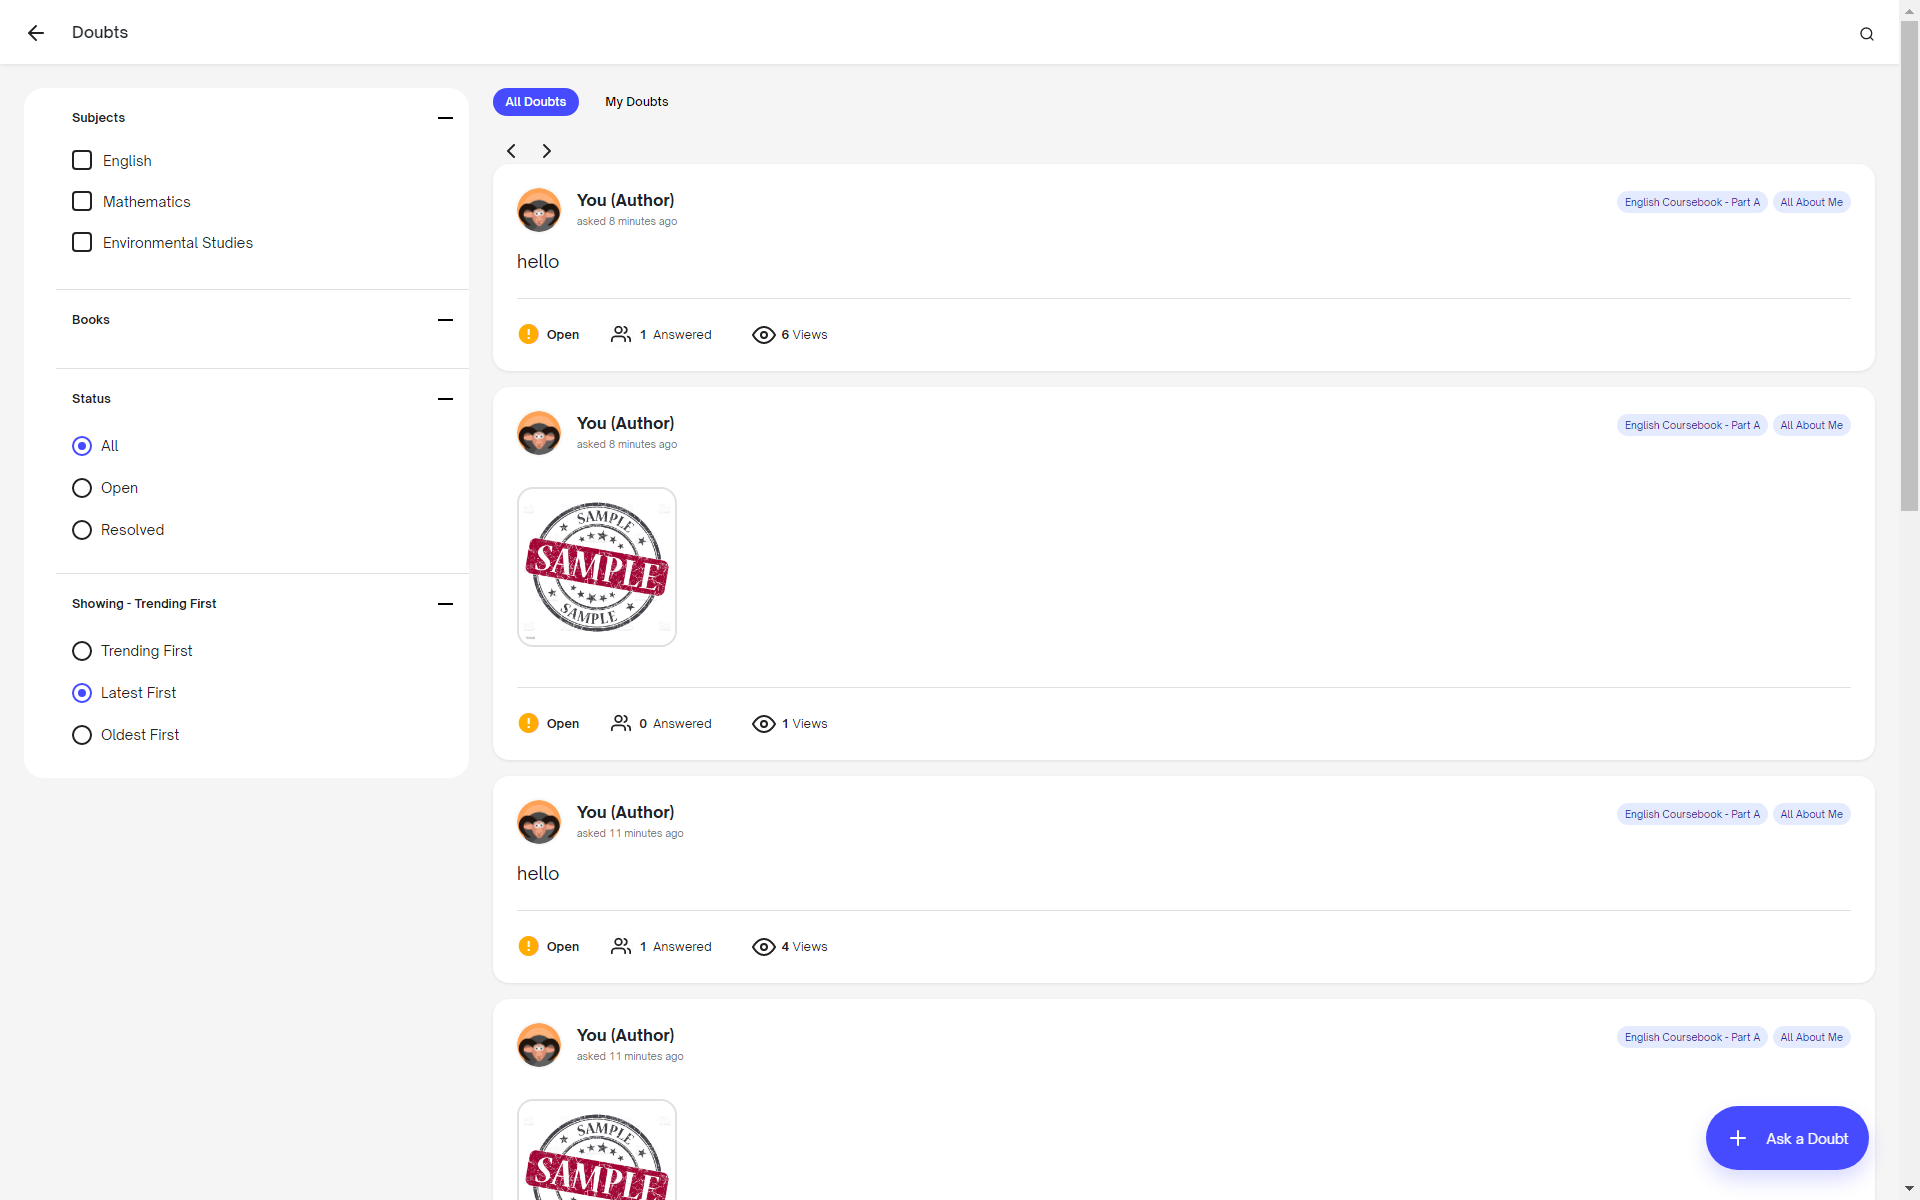 Doubts
Subjects
English
Mathematics
Environmental Studies
Books
Status
All
Open
Resolved
Showing - Trending First
Trending First
Latest First
Oldest First
All Doubts
My Doubts
You (Author)
asked 8 minutes ago
English Coursebook - Part A
All About Me
hello
Open
1 Answered
6 Views
You (Author)
asked 8 minutes ago
English Coursebook - Part A
All About Me
SAMPLE
SAMPLE
SAMPLE
Open
0 Answered
1 Views
You (Author)
asked 11 minutes ago
English Coursebook - Part A
All About Me
hello
Open
1 Answered
4 Views
You (Author)
asked 11 minutes ago
English Coursebook - Part A
All About Me
SAMPLE
SAMPLE
Ask a Doubt